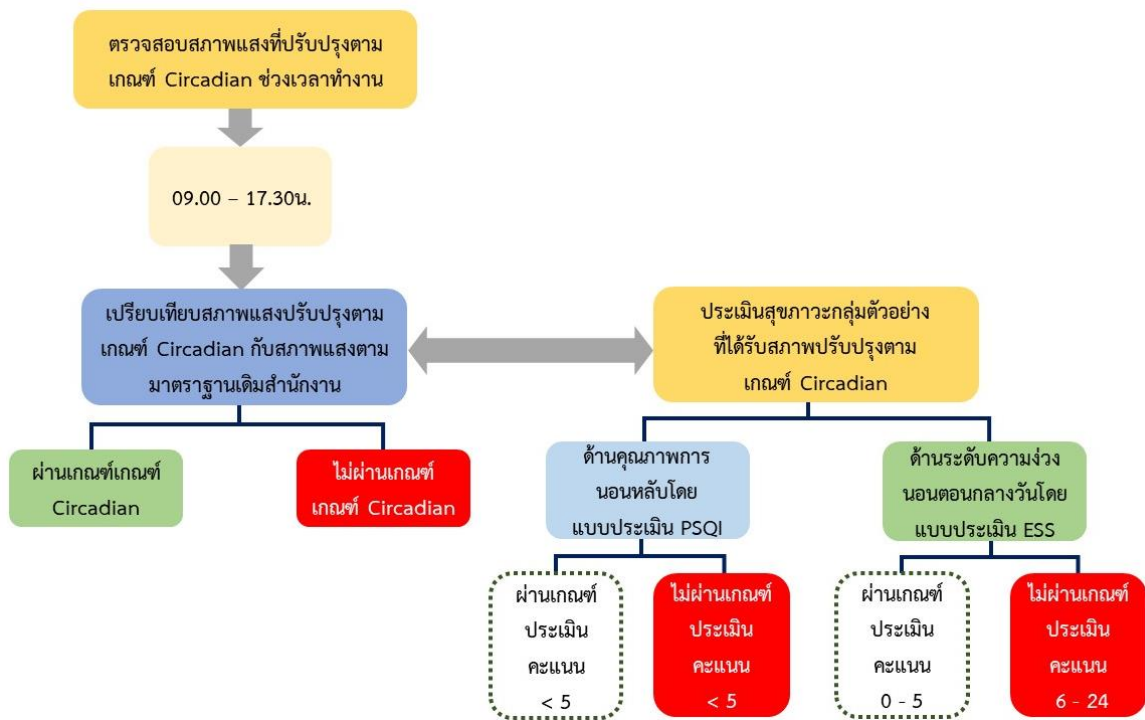 ตรวจสอบสภาพแสงที่ปรับปรุงตาม
เกณฑ์ Circadian ช่วงเวลาทำงาน
09.00 – 17.30น.
เปรียบเทียบสภาพแสงปรับปรุงตาม
เกณฑ์ Circadian กับสภาพแสงตาม
มาตราฐานเดิมสำนักงาน
ประเมินสุขภาวะกลุ่มตัวอย่าง
ที่ได้รับสภาพปรับปรุงตาม
เกณฑ์ Circadian
ผ่านเกณฑ์เกณฑ์
Circadian
ไม่ผ่านเกณฑ์
เกณฑ์ Circadian
ด้านคุณภาพการ
นอนหลับโดย
แบบประเมิน PSQI
ด้านระดับความง่วง
นอนตอนกลางวันโดย
แบบประเมิน ESS
ผ่านเกณฑ์
ประเมิน
คะแนน
< 5
ไม่ผ่านเกณฑ์
ประเมิน
คะแนน
< 5
ผ่านเกณฑ์
ประเมิน
คะแนน
0 - 5
ไม่ผ่านเกณฑ์
ประเมิน
คะแนน
6 - 24